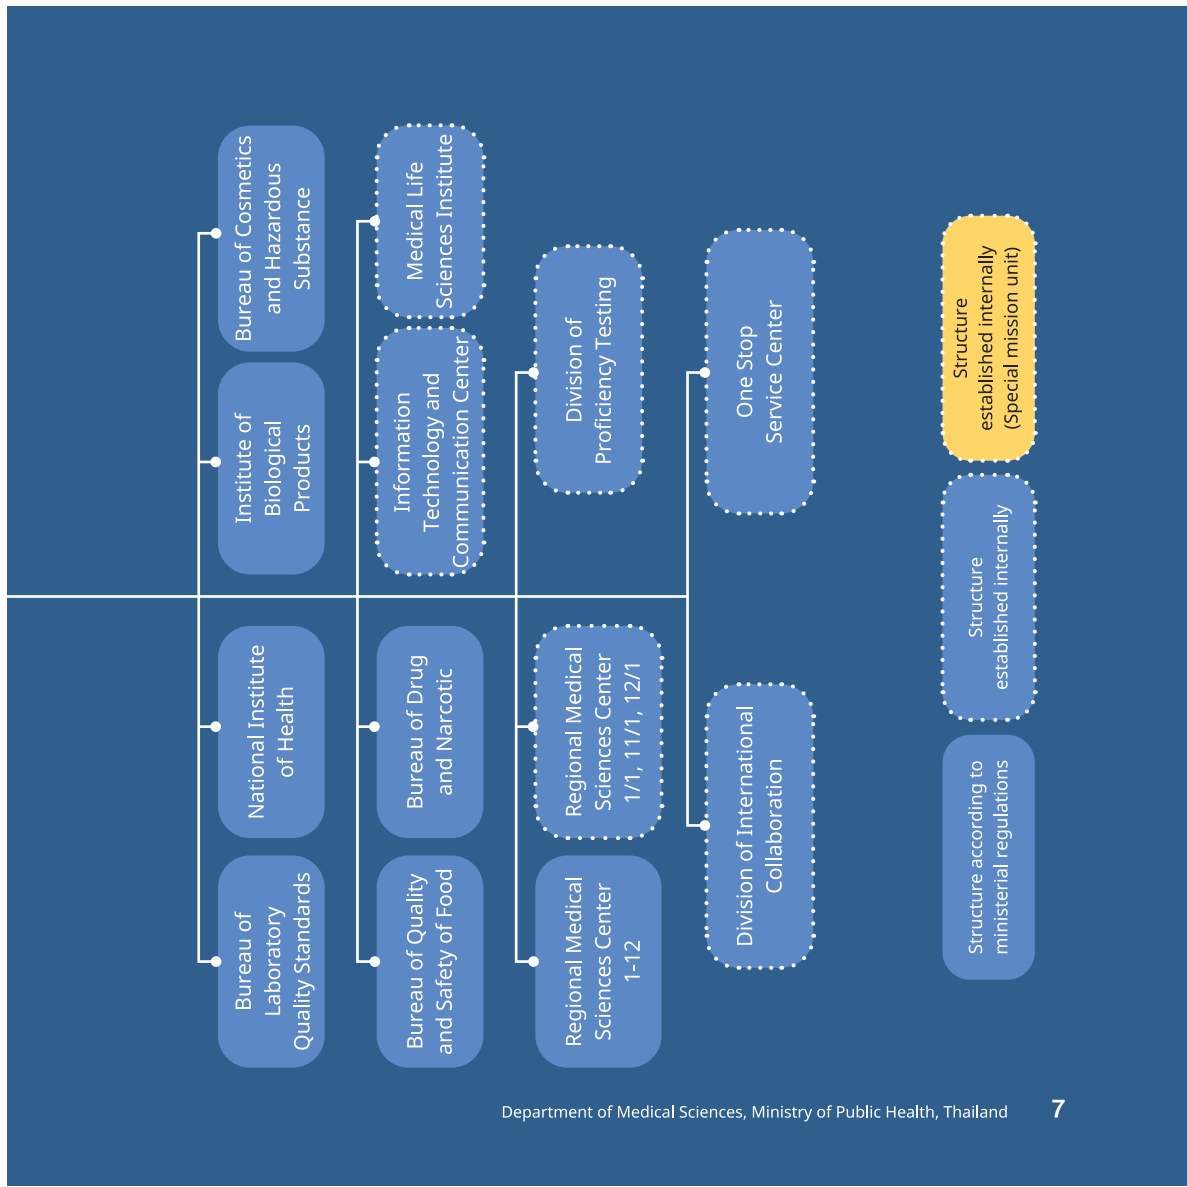 Bureau of
Laboratory
Quality Standards
National Institute
of Health
Institute of
Biological
Products
Bureau of Cosmetics
and Hazardous
Substance
Bureau of Quality
and Safety of Food
Bureau of Drug
and Narcotic
Information
Technology and
Communication Center
Medical Life
Sciences Institute
Regional Medical
Sciences Center
1-12
Regional Medical
Sciences Center
1/1, 11/1, 12/1
Division of
Proficiency Testing
Division of International
Collaboration
One Stop
Service Center
Structure according to
ministerial regulations
Structure
established internally
Structure
established internally
(Special mission unit)
Department of Medical Sciences, Ministry of Public Health, Thailand 7